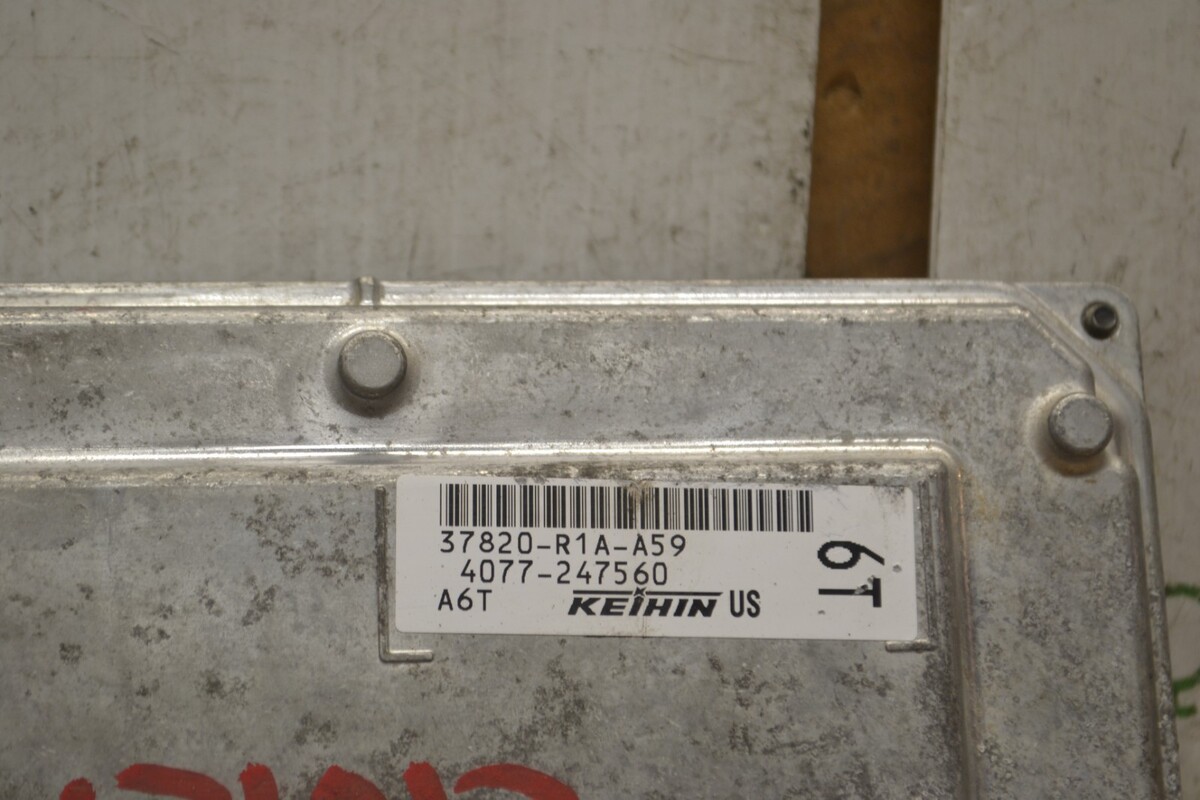 37820-R1A-A59
4077-247560
A6T
KEIHIN US
6T